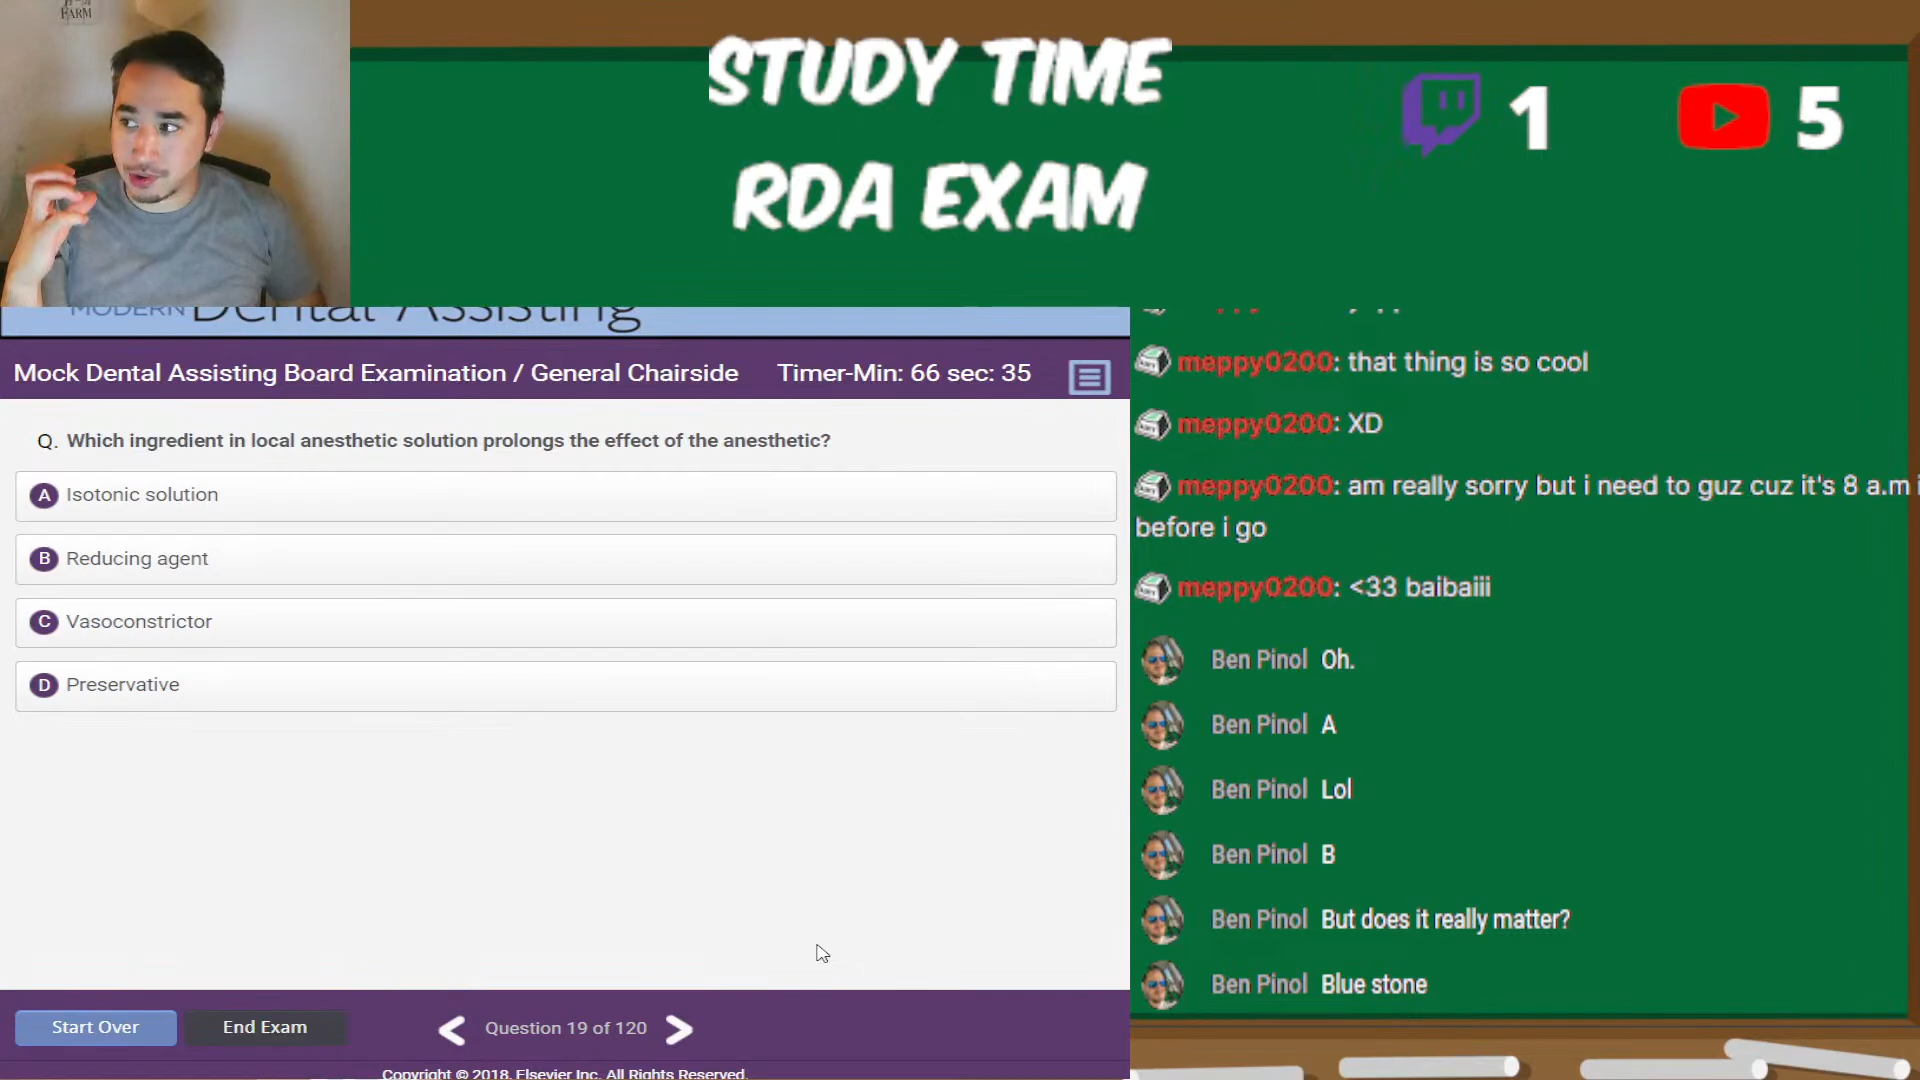 FARM
STUDY TIME
RDA EXAM
1
5
MODERN Dental Assisting
Mock Dental Assisting Board Examination / General Chairside
Timer-Min: 66 sec: 35
Q. Which ingredient in local anesthetic solution prolongs the effect of the anesthetic?
A Isotonic solution
B Reducing agent
C Vasoconstrictor
D Preservative
Start Over
End Exam
Question 19 of 120
Copyright © 2018, Elsevier Inc. All Rights Reserved.
meppy0200: that thing is so cool
meppy0200: XD
meppy0200: am really sorry but i need to guz cuz it's 8 a.m i
before i go
meppy0200: <33 baibaiii
Ben Pinol Oh.
Ben Pinol A
Ben Pinol Lol
Ben Pinol B
Ben Pinol But does it really matter?
Ben Pinol Blue stone